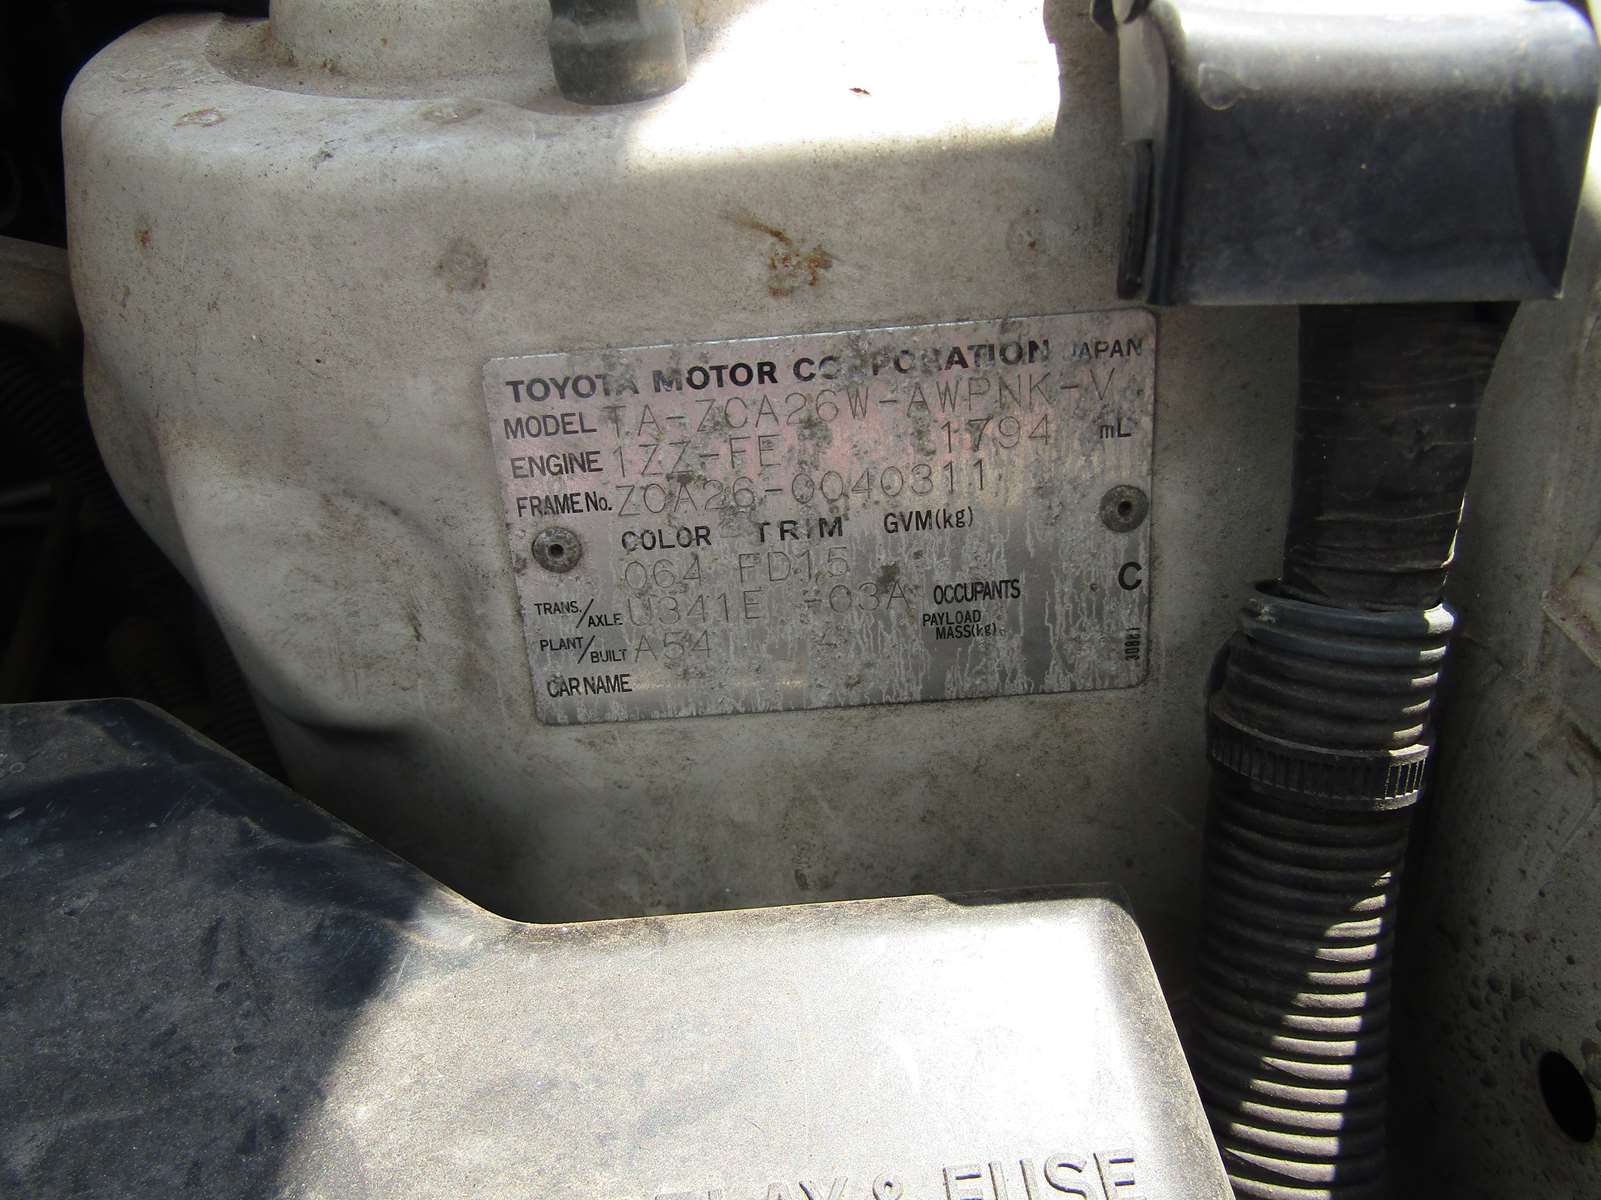 TOYOTA MOTOR CORPORATION JAPAN
MODEL TA-ZCA26W-AWPNK-V
ENGINE 1ZZ-FE 1794 mL
FRAME No. ZCA26-0040311
COLOR TRIM GVM(kg)
064 FD15
C
TRANS./AXLE U341E -03A OCCUPANTS
PLANT/BUILT A54 PAYLOAD MASS(kg)
CAR NAME
& FUSE